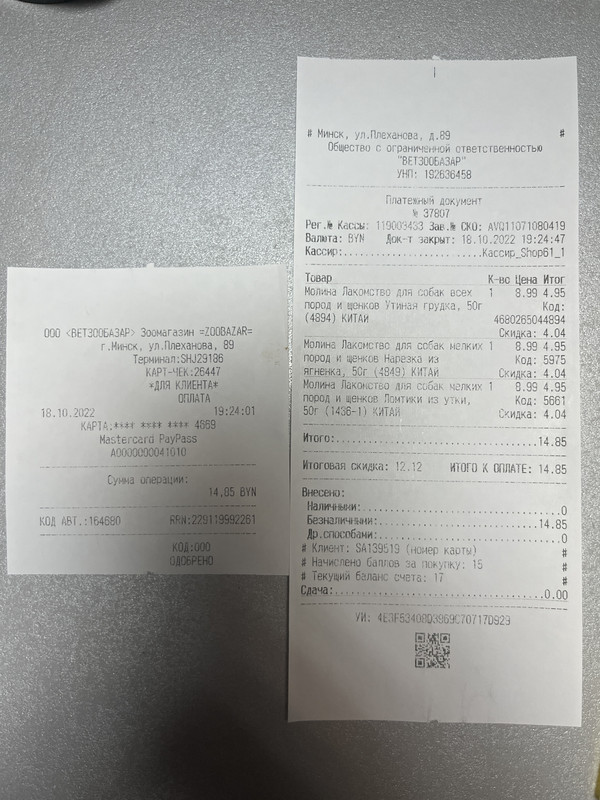 ООО <ВЕТЗООБАЗАР> Зоомагазин =ZOOBAZAR=
г.Минск, ул.Плеханова, 89
Терминал:SHJ29186
КАРТ-ЧЕК:26447
*ДЛЯ КЛИЕНТА*
ОПЛАТА
18.10.2022 19:24:01
КАРТА:**** **** **** 4869
Mastercard PayPass
A0000000041010
Сумма операции:
14,85 BYN
КОД АВТ.:164680 RRN:229119992261
КОД:000
ОДОБРЕНО
# Минск, ул.Плеханова, д.89 #
Общество с ограниченной ответственностью
"ВЕТЗООБАЗАР"
УНП: 192636458
Платежный документ
№ 37807
Рег.№ Кассы: 119003433 Зав.№ СКО: AVQ11071080419
Валюта: BYN Док-т закрыт: 18.10.2022 19:24:47
Кассир:........................Кассир_Shop61_1
Товар К-во Цена Итог
Молина Лакомство для собак всех 1 8.99 4.95
пород и щенков Утиная грудка, 50г Код:
(4894) КИТАЙ 4680265044894
Скидка: 4.04
Молина Лакомство для собак мелких 1 8.99 4.95
пород и щенков Нарезка из Код: 5975
ягненка, 50г (4849) КИТАЙ Скидка: 4.04
Молина Лакомство для собак мелких 1 8.99 4.95
пород и щенков Ломтики из утки, Код: 5661
50г (1436-1) КИТАЙ Скидка: 4.04
Итого:..............................14.85
Итоговая скидка: 12.12 ИТОГО К ОПЛАТЕ: 14.85
Внесено:
Наличными:..............................0
Безналичными:.......................14.85
Др.способами:...........................0
# Клиент: SA139519 (номер карты) #
# Начислено баллов за покупку: 15 #
# Текущий баланс счета: 17 #
Сдача:...............................0.00
УИ: 4E3F53408D3969C70717D929